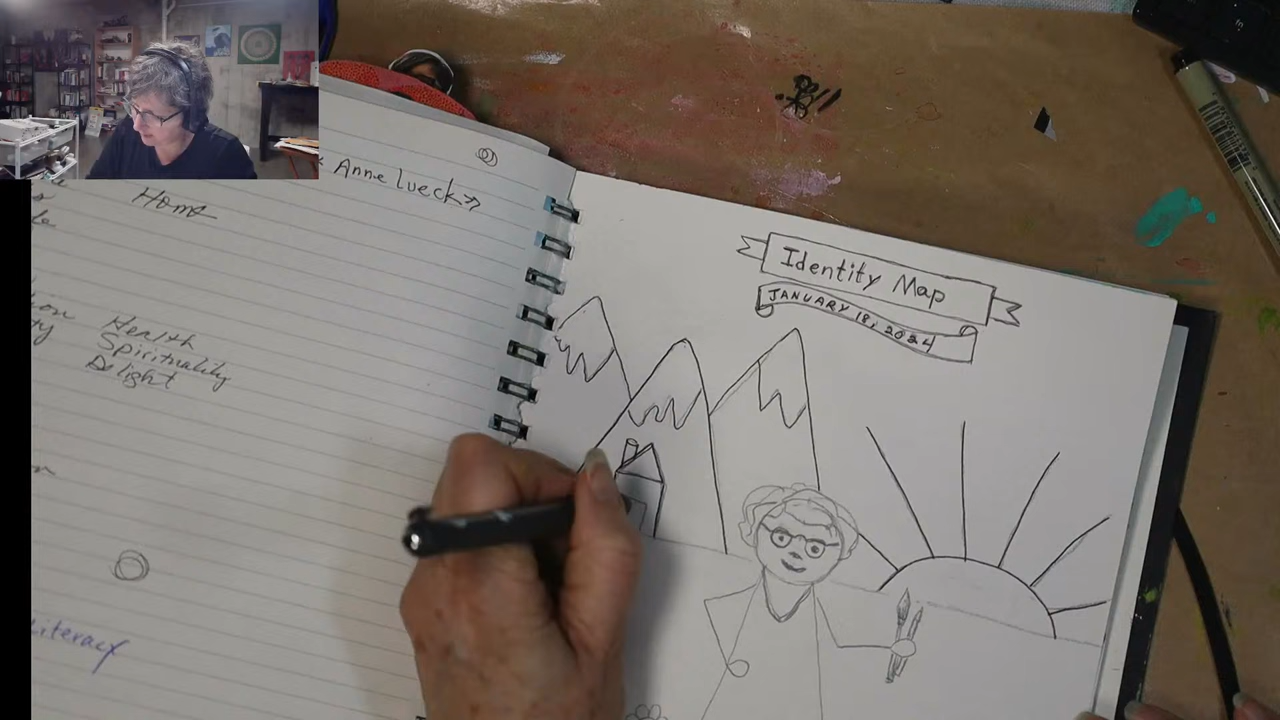 Anne Lueck
Home
Health
Spirituality
Delight
Literacy
Identity Map
JANUARY 18, 2024